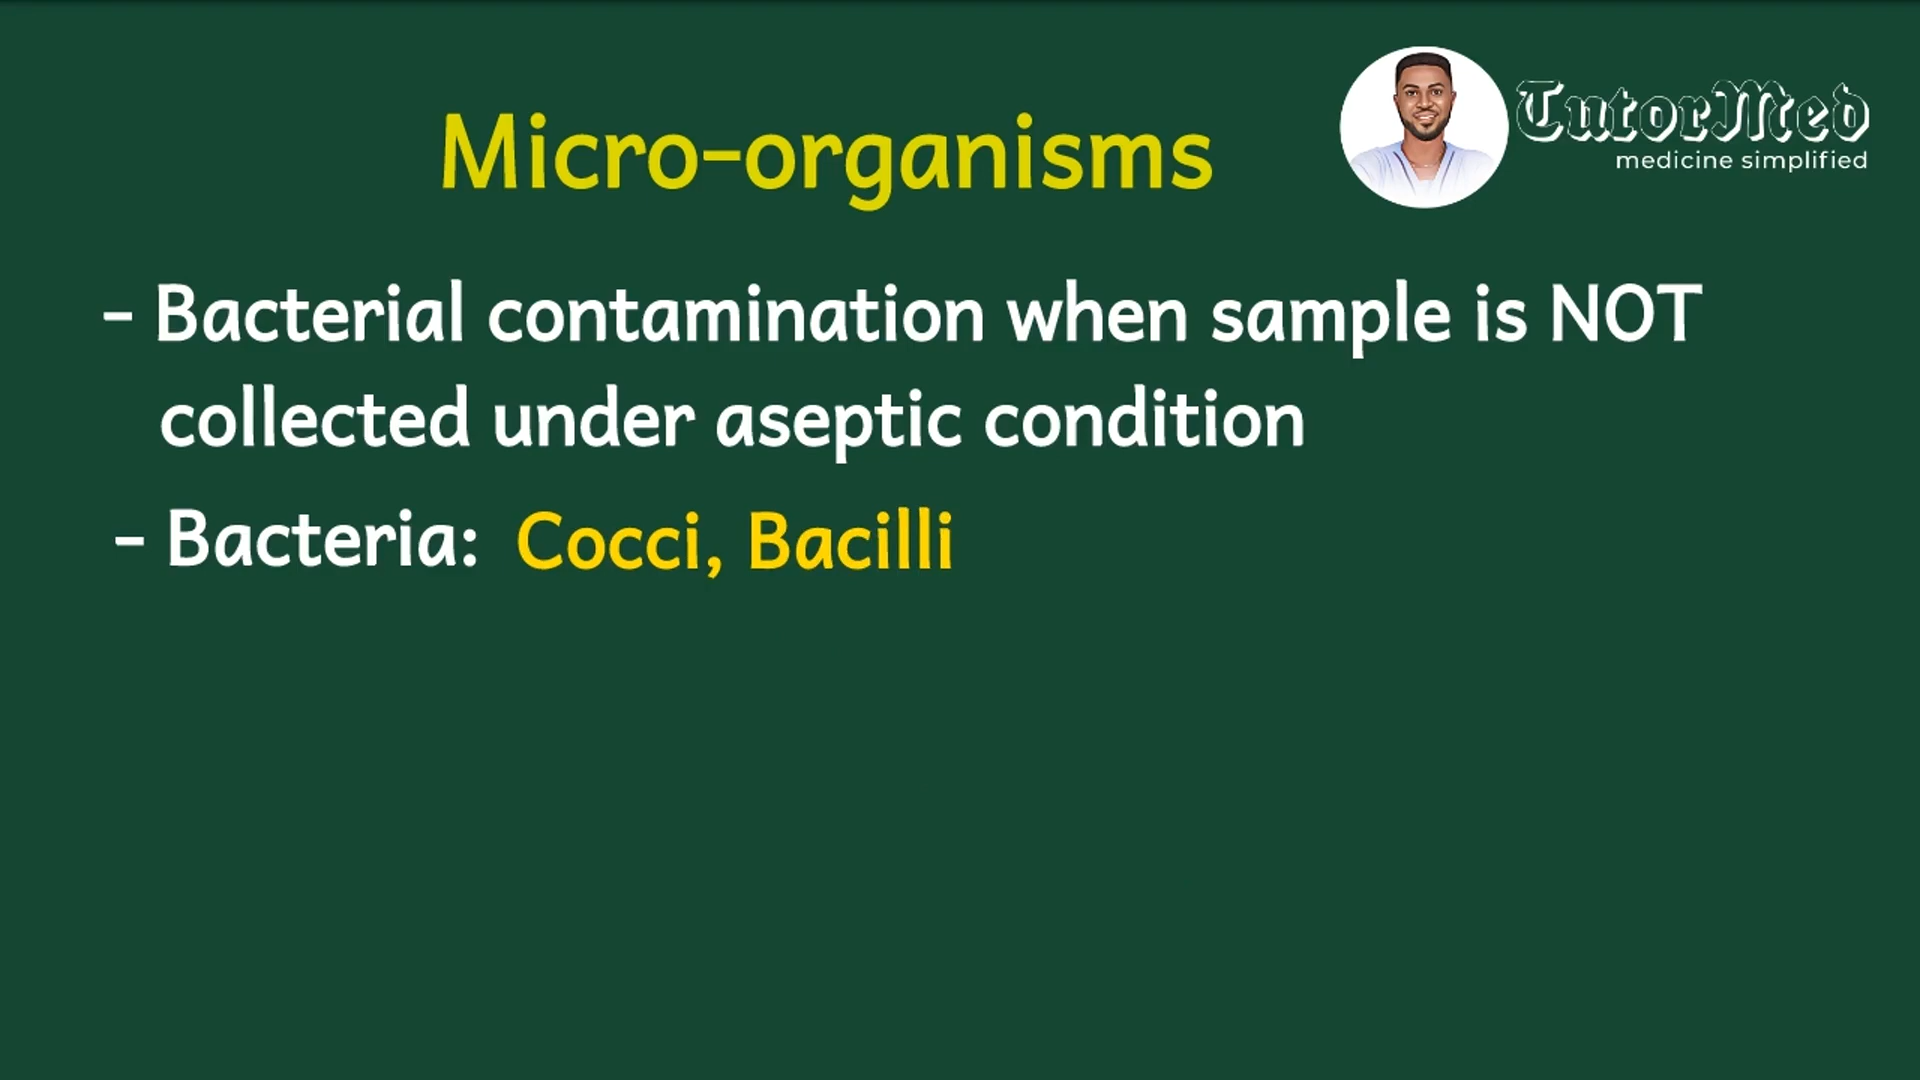 TutorMed
medicine simplified
Micro-organisms
- Bacterial contamination when sample is NOT
collected under aseptic condition
- Bacteria: Cocci, Bacilli